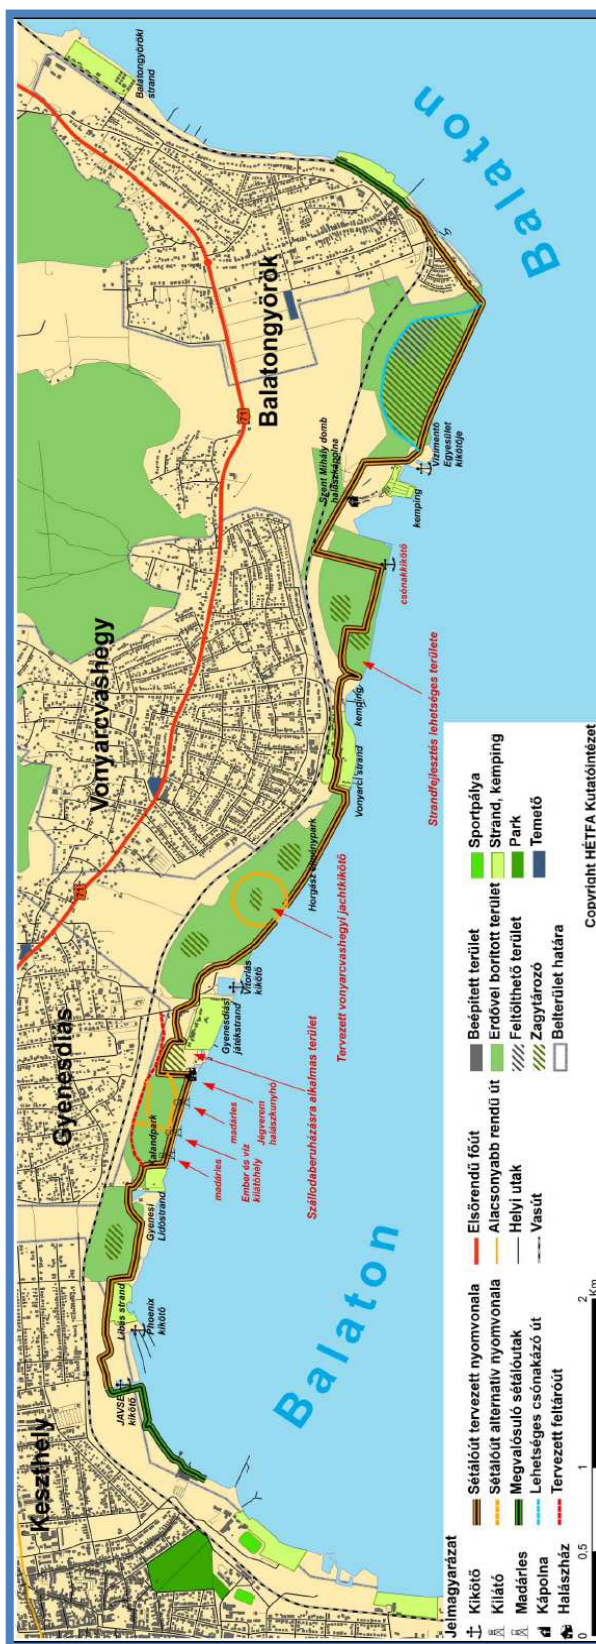 Keszthely
Gyenesdiás
Vonyarcvashegy
Balatongyörök
Balatongyöröki
strand
71
71
Balaton
Balaton
JAVSE
kikötő
Phoenix
kikötő
Libás strand
Gyenesi
Lidóstrand
Kalandpark
madárles
Ember és víz
kilátóhely
madárles
Jégverem
halászkunyhó
Szállodaberuházásra alkalmas terület
Gyenesdiási
játékstrand
Vitorlás
kikötő
Tervezett vonyarcvashegyi jachtkikötő
Horgász élménypark
Vonyarci strand
kemping
Strandfejlesztés lehetséges területe
csónakkikötő
Szent Mihály domb
halászkápolna
kemping
Vízimentő
Egyesület
kikötője
Jelmagyarázat
Kikötő
Kilátó
Madárles
Kápolna
Halászház
Sétálóút tervezett nyomvonala
Sétálóút alternatív nyomvonala
Megvalósuló sétálóutak
Lehetséges csónakázó út
Tervezett feltáróút
Elsőrendű főút
Alacsonyabb rendű út
Helyi utak
Vasút
Beépített terület
Erdővel borított terület
Feltölthető terület
Zagytározó
Belterület határa
Sportpálya
Strand, kemping
Park
Temető
0 0.5 1 2
Km
Copyright HÉTFA Kutatóintézet